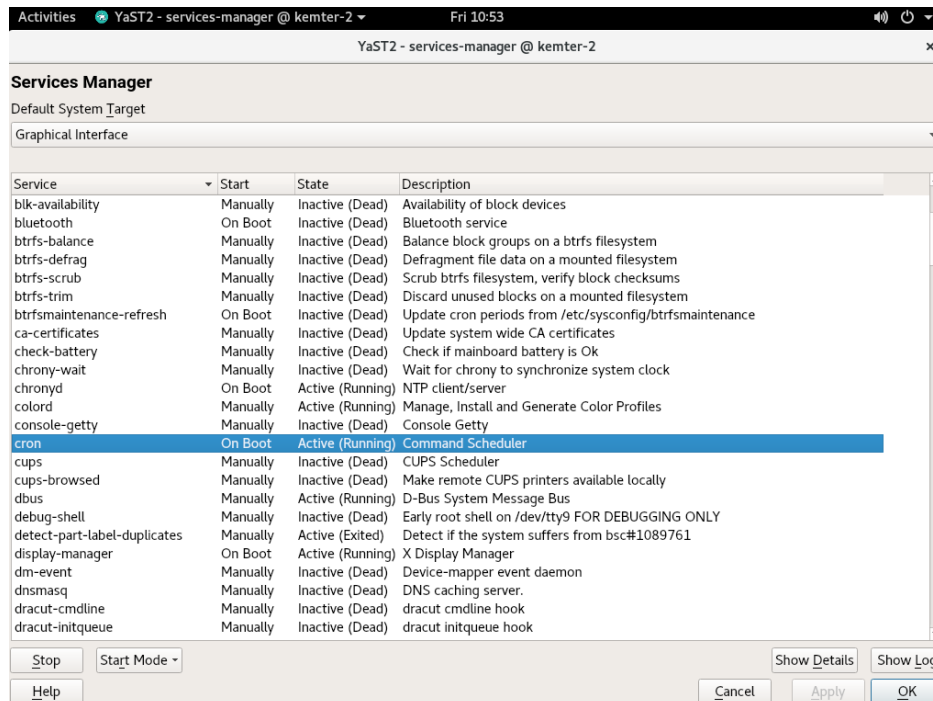 Activities YaST2 - services-manager @ kemter-2 Fri 10:53
YaST2 - services-manager @ kemter-2
Services Manager
Default System Target
Graphical Interface
Service Start State Description
blk-availability Manually Inactive (Dead) Availability of block devices
bluetooth On Boot Inactive (Dead) Bluetooth service
btrfs-balance Manually Inactive (Dead) Balance block groups on a btrfs filesystem
btrfs-defrag Manually Inactive (Dead) Defragment file data on a mounted filesystem
btrfs-scrub Manually Inactive (Dead) Scrub btrfs filesystem, verify block checksums
btrfs-trim Manually Inactive (Dead) Discard unused blocks on a mounted filesystem
btrfsmaintenance-refresh On Boot Inactive (Dead) Update cron periods from /etc/sysconfig/btrfsmaintenance
ca-certificates Manually Inactive (Dead) Update system wide CA certificates
check-battery Manually Inactive (Dead) Check if mainboard battery is Ok
chrony-wait Manually Inactive (Dead) Wait for chrony to synchronize system clock
chronyd On Boot Active (Running) NTP client/server
colord Manually Active (Running) Manage, Install and Generate Color Profiles
console-getty Manually Inactive (Dead) Console Getty
cron On Boot Active (Running) Command Scheduler
cups Manually Inactive (Dead) CUPS Scheduler
cups-browsed Manually Inactive (Dead) Make remote CUPS printers available locally
dbus Manually Active (Running) D-Bus System Message Bus
debug-shell Manually Inactive (Dead) Early root shell on /dev/tty9 FOR DEBUGGING ONLY
detect-part-label-duplicates Manually Active (Exited) Detect if the system suffers from bsc#1089761
display-manager On Boot Active (Running) X Display Manager
dm-event Manually Inactive (Dead) Device-mapper event daemon
dnsmasq Manually Inactive (Dead) DNS caching server.
dracut-cmdline Manually Inactive (Dead) dracut cmdline hook
dracut-initqueue Manually Inactive (Dead) dracut initqueue hook
Stop Start Mode Show Details Show Log
Help Cancel Apply OK